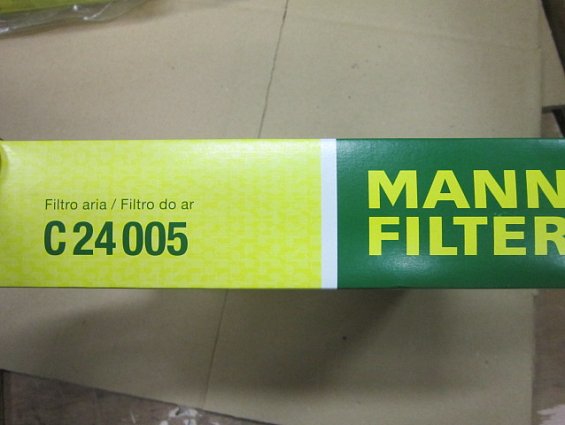 Filtro aria / Filtro do ar
C 24 005
MANN
FILTER